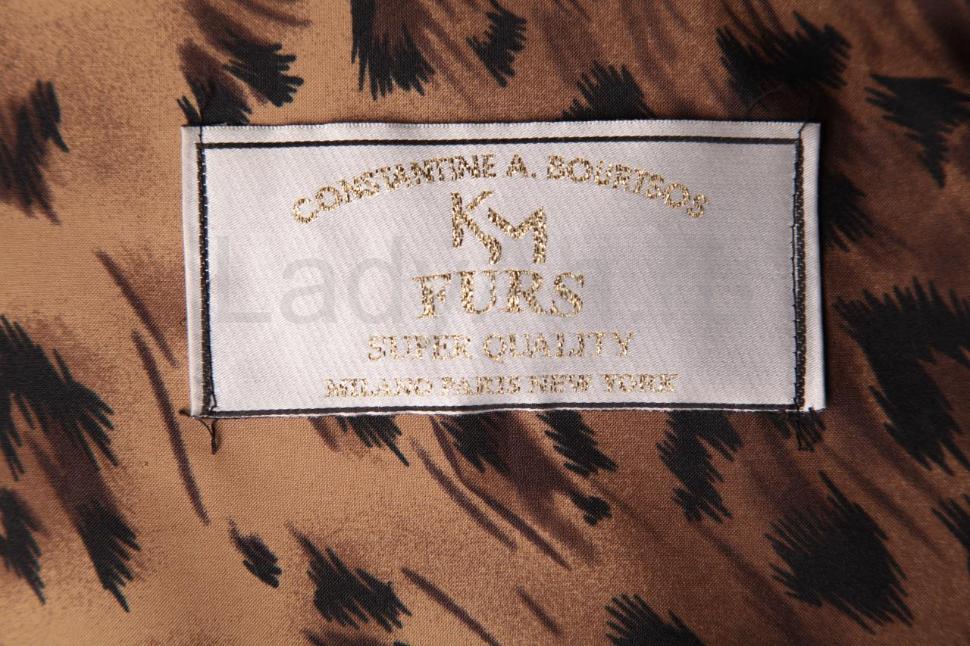 CONSTANTINE A. BOURTSOS
KM
FURS
SUPER QUALITY
MILANO PARIS NEW YORK